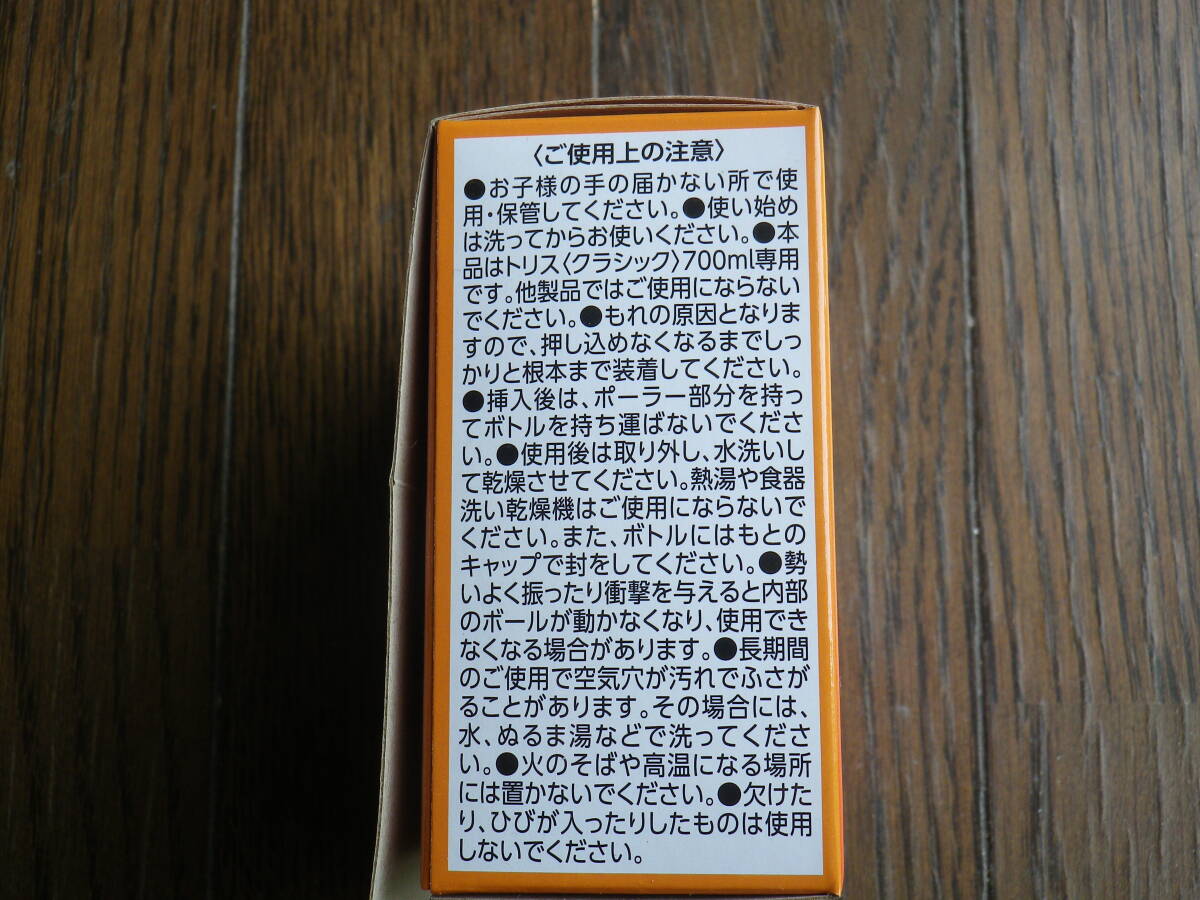 〈ご使用上の注意〉
●お子様の手の届かない所で使
用・保管してください。●使い始め
は洗ってからお使いください。●本
品はトリス〈クラシック〉700ml専用
です。他製品ではご使用にならない
でください。●もれの原因となりま
すので、押し込めなくなるまでしっ
かりと根本まで装着してください。
●挿入後は、ポーラー部分を持っ
てボトルを持ち運ばないでくださ
い。●使用後は取り外し、水洗いし
て乾燥させてください。熱湯や食器
洗い乾燥機はご使用にならないで
ください。また、ボトルにはもとの
キャップで封をしてください。●勢
いよく振ったり衝撃を与えると内部
のボールが動かなくなり、使用でき
なくなる場合があります。●長期間
のご使用で空気穴が汚れでふさが
ることがあります。その場合には、
水、ぬるま湯などで洗ってくださ
い。●火のそばや高温になる場所
には置かないでください。●欠けた
り、ひびが入ったりしたものは使用
しないでください。